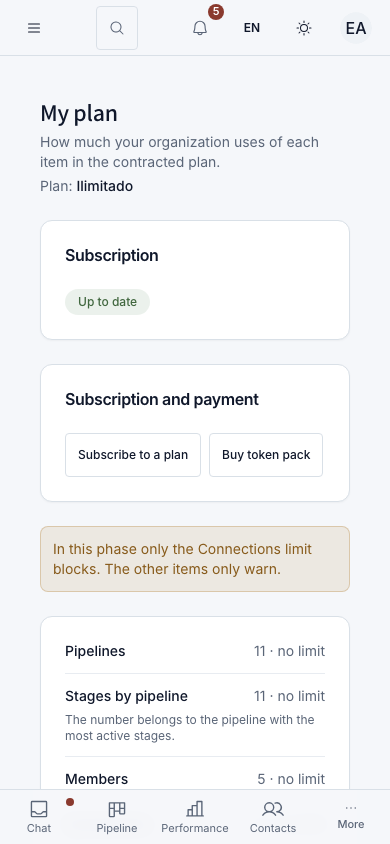 5
EN
EA
My plan
How much your organization uses of each
item in the contracted plan.
Plan: Ilimitado
Subscription
Up to date
Subscription and payment
Subscribe to a plan
Buy token pack
In this phase only the Connections limit
blocks. The other items only warn.
Pipelines 11 · no limit
Stages by pipeline 11 · no limit
The number belongs to the pipeline with the
most active stages.
Members 5 · no limit
Chat Pipeline Performance Contacts More